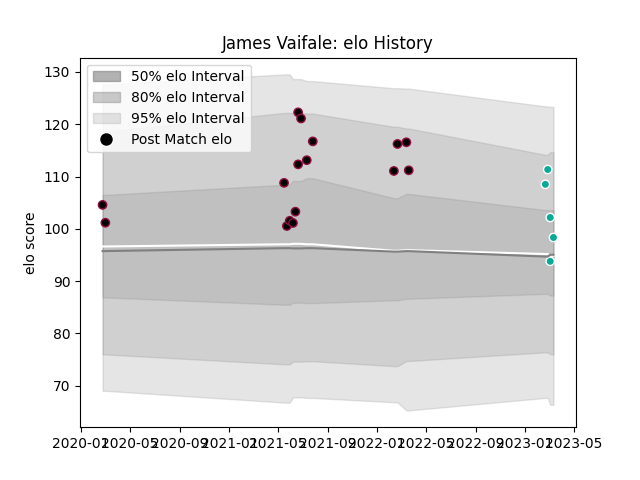 James Vaifale: elo History
50% elo Interval
80% elo Interval
95% elo Interval
Post Match elo
elo score
130
120
110
100
90
80
70
2020-01 2020-05 2020-09 2021-01 2021-05 2021-09 2022-01 2022-05 2022-09 2023-01 2023-05